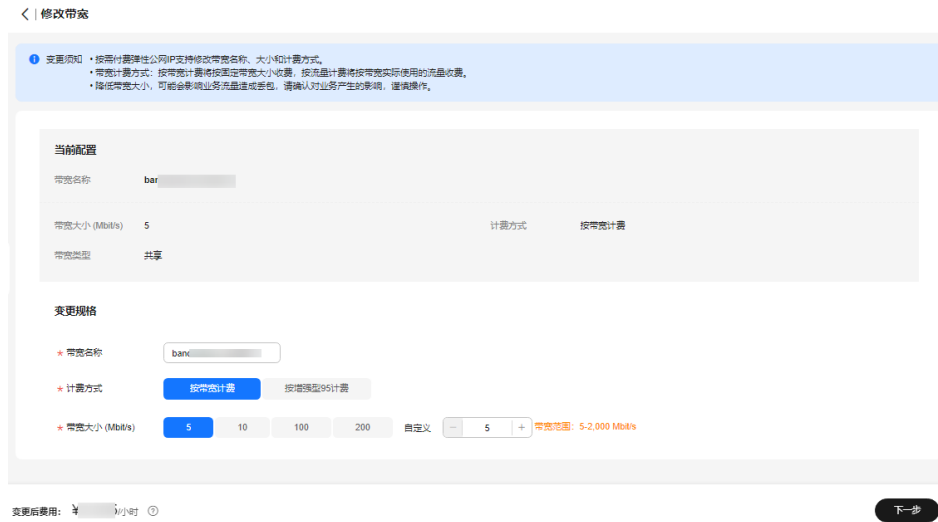 修改带宽
变更须知 • 按需付费弹性公网IP支持修改带宽名称、大小和计费方式。
• 带宽计费方式：按带宽计费将按固定带宽大小收费，按流量计费将按带宽实际使用的流量收费。
• 降低带宽大小，可能会影响业务流量造成丢包，请确认对业务产生的影响，谨慎操作。
当前配置
带宽名称 ban
带宽大小 (Mbit/s) 5 计费方式 按带宽计费
带宽类型 共享
变更规格
* 带宽名称 band
* 计费方式 按带宽计费 按增强型95计费
* 带宽大小 (Mbit/s) 5 10 100 200 自定义 − 5 + 带宽范围：5-2,000 Mbit/s
变更后费用： ¥ /小时 ?
下一步